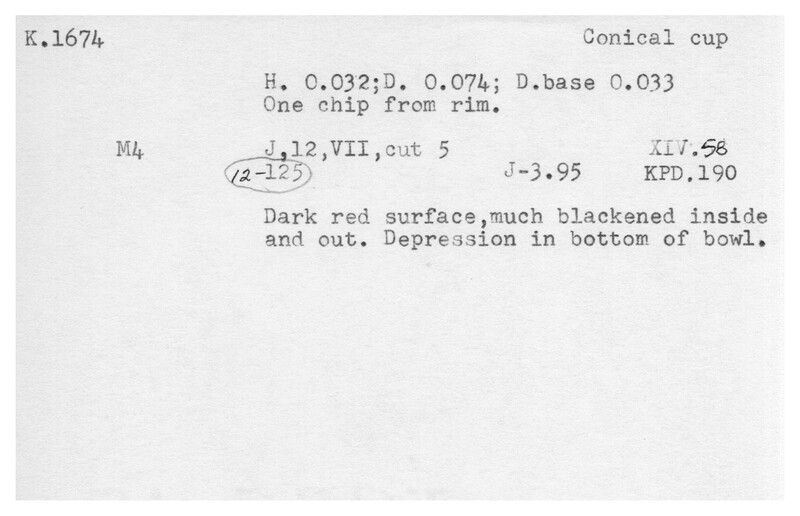 K.1674 Conical cup
H. 0.032;D. 0.074; D.base 0.033
One chip from rim.
M4 J,12,VII,cut 5 XIV.58
12-125 J-3.95 KPD.190
Dark red surface,much blackened inside
and out. Depression in bottom of bowl.